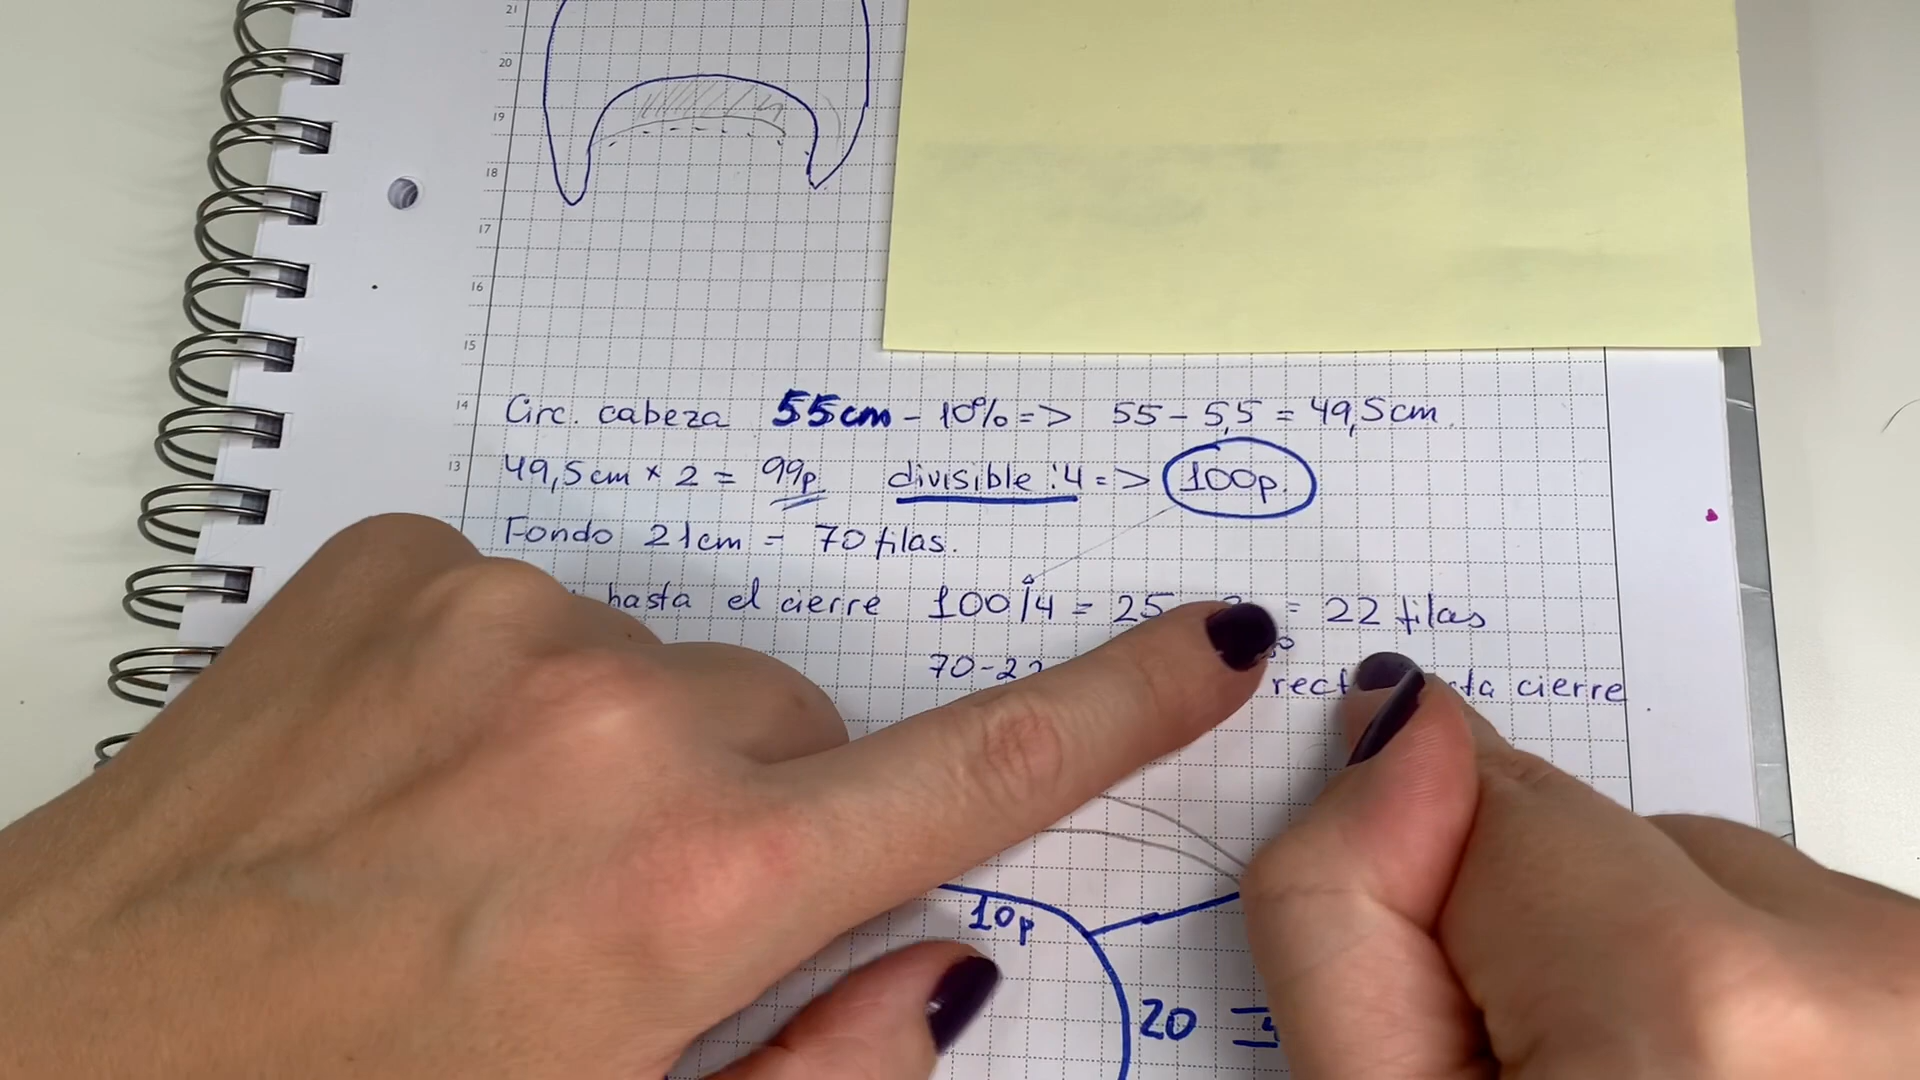 21
20
19
18
17
16
15
14 Circ. cabeza 55cm - 10% => 55 - 5,5 = 49,5cm.
13 49,5cm x 2 = 99p divisible :4 => 100p.
Fondo 21cm = 70 filas.
hasta el cierre 100/4 = 25 = 22 filas
70-22
cierre
10p
20